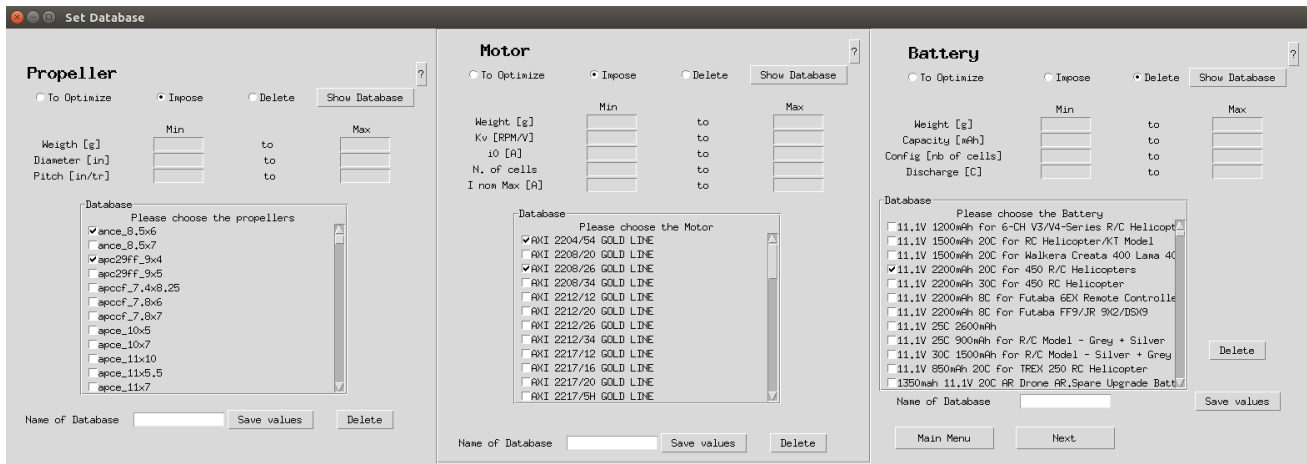 Set Database
Propeller
?
To Optimize Impose Delete Show Database
Min Max
Weigth [g] to
Diameter [in] to
Pitch [in/tr] to
Database
Please choose the propellers
ance_8.5x6
ance_8.5x7
apc29ff_9x4
apc29ff_9x5
apccf_7.4x8.25
apccf_7.8x6
apccf_7.8x7
apce_10x5
apce_10x7
apce_11x10
apce_11x5.5
apce_11x7
Name of Database Save values Delete
Motor
?
To Optimize Impose Delete Show Database
Min Max
Weight [g] to
Kv [RPM/V] to
i0 [A] to
N. of cells to
I nom Max [A] to
Database
Please choose the Motor
AXI 2204/54 GOLD LINE
AXI 2208/20 GOLD LINE
AXI 2208/26 GOLD LINE
AXI 2208/34 GOLD LINE
AXI 2212/12 GOLD LINE
AXI 2212/20 GOLD LINE
AXI 2212/26 GOLD LINE
AXI 2212/34 GOLD LINE
AXI 2217/12 GOLD LINE
AXI 2217/16 GOLD LINE
AXI 2217/20 GOLD LINE
AXI 2217/5H GOLD LINE
Name of Database Save values Delete
Battery
?
To Optimize Impose Delete Show Database
Min Max
Weight [g] to
Capacity [mAh] to
Config [nb of cells] to
Discharge [C] to
Database
Please choose the Battery
11.1V 1200mAh for 6-CH V3/V4-Series R/C Helicopt
11.1V 1500mAh 20C for RC Helicopter/KT Model
11.1V 1500mAh 20C for Walkera Creata 400 Lama 40
11.1V 2200mAh 20C for 450 R/C Helicopters
11.1V 2200mAh 30C for 450 RC Helicopter
11.1V 2200mAh 8C for Futaba 6EX Remote Controlle
11.1V 2200mAh 8C for Futaba FF9/JR 9X2/DSX9
11.1V 25C 2600mAh
11.1V 25C 900mAh for R/C Model - Grey + Silver
11.1V 30C 1500mAh for R/C Model - Silver + Grey
11.1V 850mAh 20C for TREX 250 RC Helicopter
1350mah 11.1V 20C AR Drone AR.Spare Upgrade Batt
Delete
Name of Database Save values
Main Menu Next